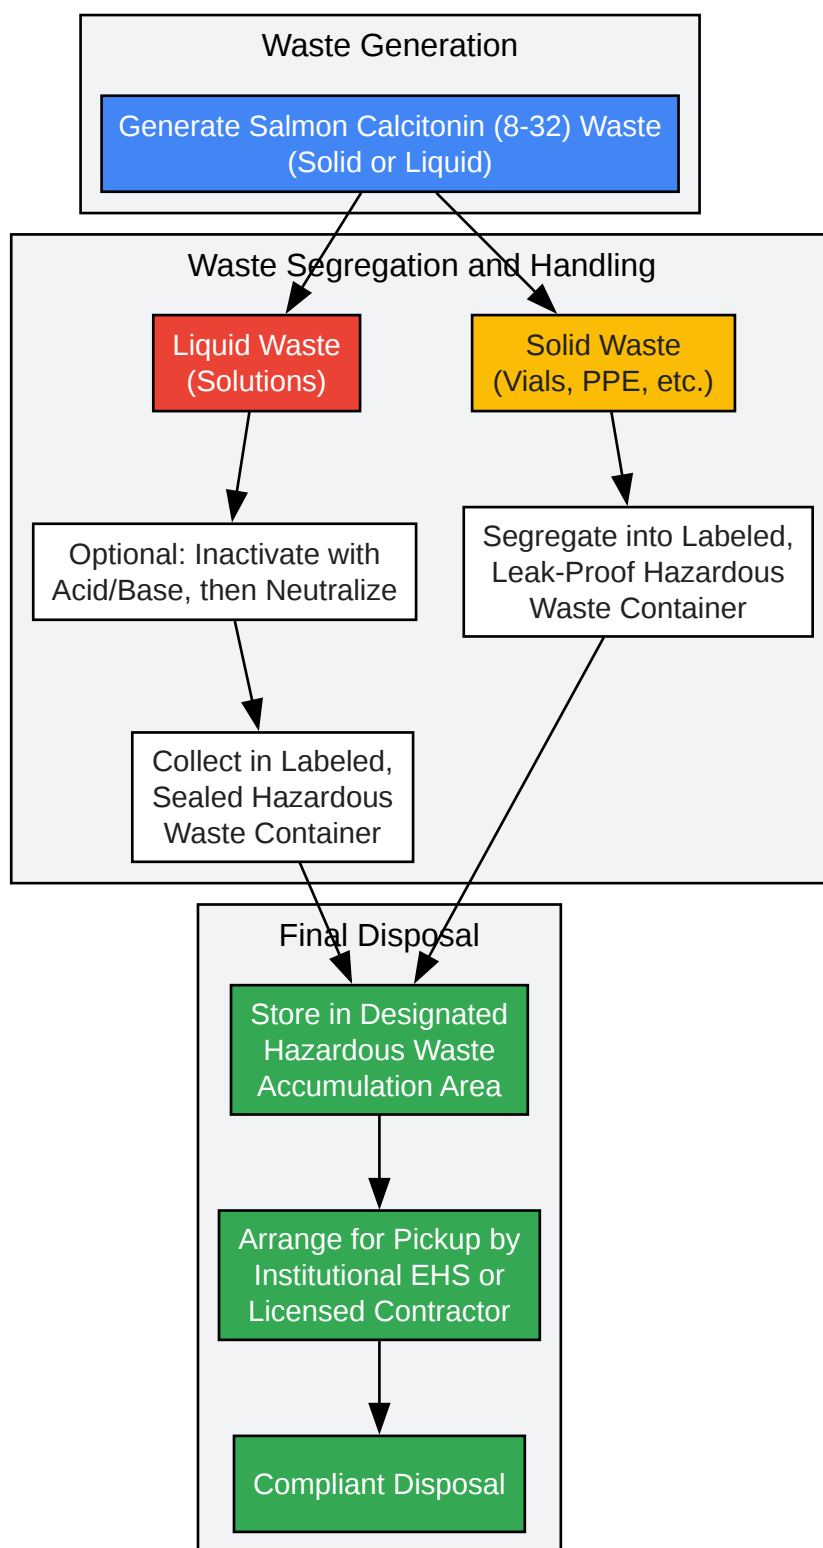 Waste Generation
Generate Salmon Calcitonin (8-32) Waste
(Solid or Liquid)
Waste Segregation and Handling
Liquid Waste
(Solutions)
Solid Waste
(Vials, PPE, etc.)
Optional: Inactivate with
Acid/Base, then Neutralize
Segregate into Labeled,
Leak-Proof Hazardous
Waste Container
Collect in Labeled,
Sealed Hazardous
Waste Container
Final Disposal
Store in Designated
Hazardous Waste
Accumulation Area
Arrange for Pickup by
Institutional EHS or
Licensed Contractor
Compliant Disposal